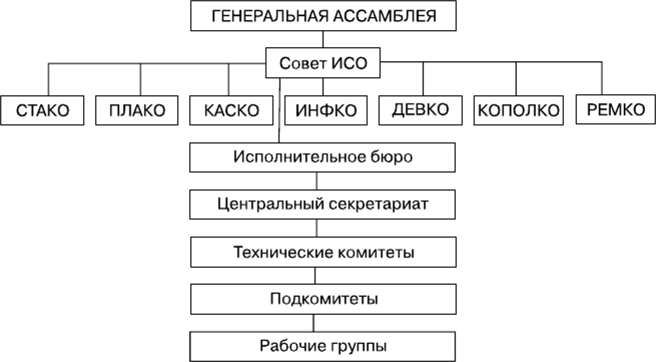 ГЕНЕРАЛЬНАЯ АССАМБЛЕЯ
Совет ИСО
СТАКО ПЛАКО КАСКО ИНФКО ДЕВКО КОПОЛКО РЕМКО
Исполнительное бюро
Центральный секретариат
Технические комитеты
Подкомитеты
Рабочие группы